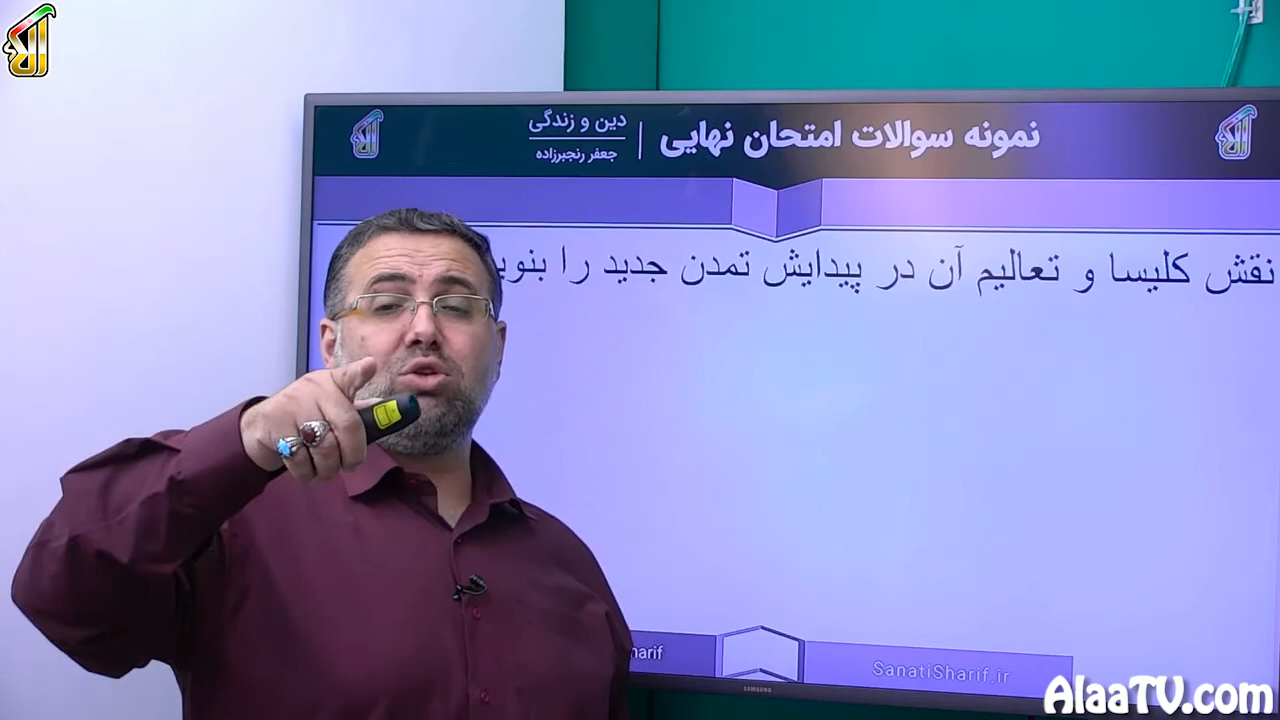 نمونه سوالات امتحان نهایی
دین و زندگی
جعفر رنجبرزاده
نقش کلیسا و تعالیم آن در پیدایش تمدن جدید را
SanatiSharif.ir
SAMSUNG
AlaaTV.com